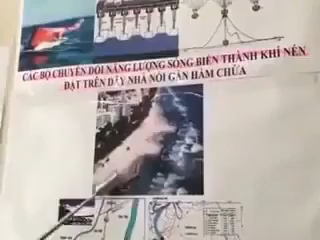 CÁC BỘ CHUYỂN ĐỔI NĂNG LƯỢNG SÓNG BIỂN THÀNH KHÍ NÉN
ĐẶT TRÊN DÃY NHÀ NỔI GẦN HẦM CHỨA